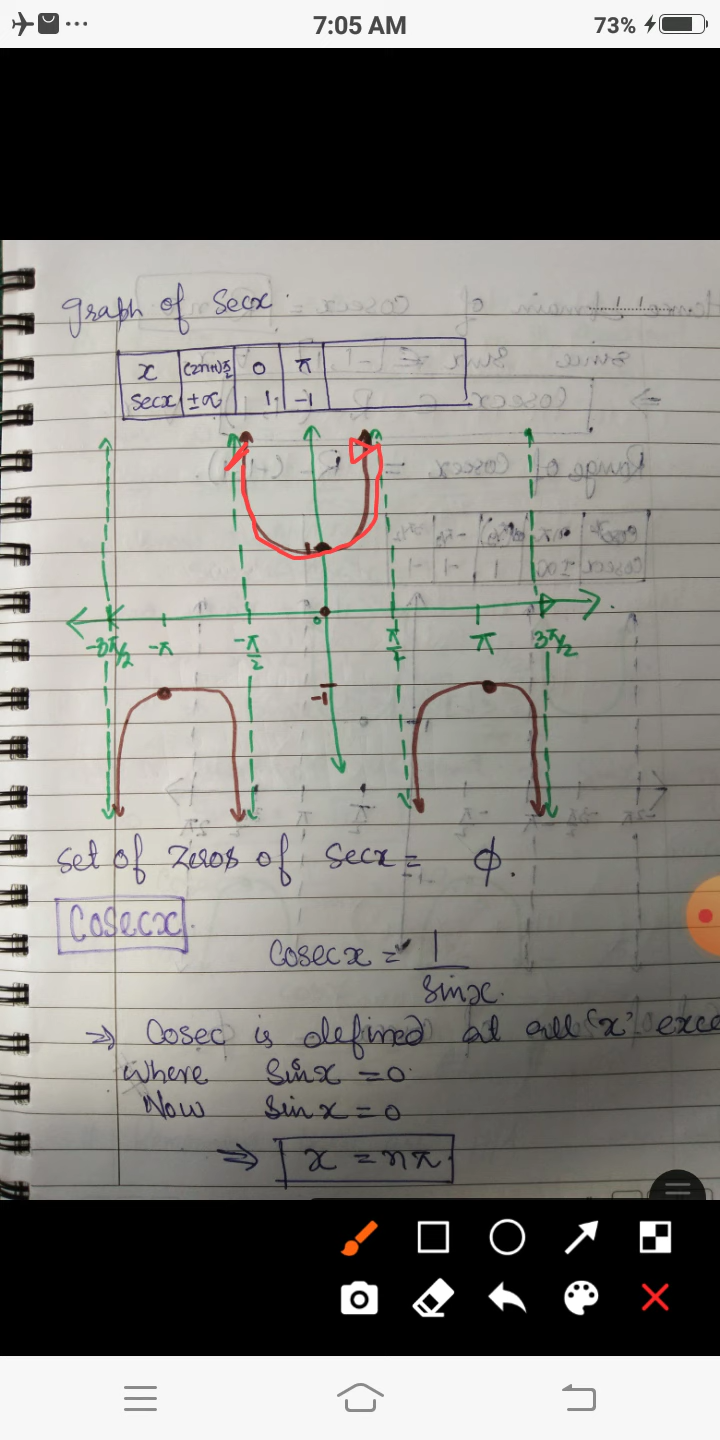 7:05 AM
73%
graph of Secx.
x (2n+1)π/2 0 π
secx ±∝ 1 -1
1
0
-3π/2 -π -π/2 π/2 π 3π/2
-1
Set of Zeros of Secx = ϕ.
Cosecx
Cosecx = 1/Sinx.
⇒ Cosec is defined at all 'x' exce
Where Sinx = 0.
Now Sinx = 0
⇒ x = nπ